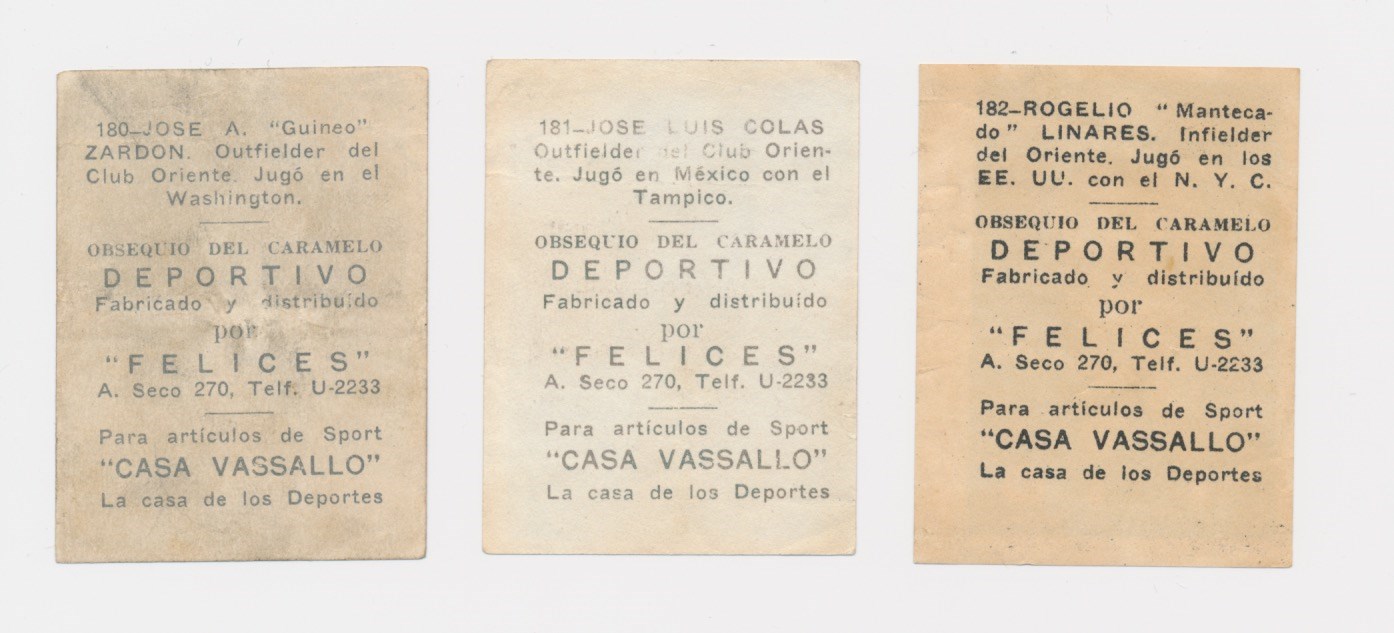 180-JOSE A. "Guineo"
ZARDON. Outfielder del
Club Oriente. Jugó en el
Washington.
OBSEQUIO DEL CARAMELO
DEPORTIVO
Fabricado y distribuído
por
"FELICES"
A. Seco 270, Telf. U-2233
Para artículos de Sport
"CASA VASSALLO"
La casa de los Deportes
181-JOSE LUIS COLAS
Outfielder del Club Orien-
te. Jugó en México con el
Tampico.
OBSEQUIO DEL CARAMELO
DEPORTIVO
Fabricado y distribuído
por
"FELICES"
A. Seco 270, Telf. U-2233
Para artículos de Sport
"CASA VASSALLO"
La casa de los Deportes
182-ROGELIO "Manteca-
do" LINARES. Infielder
del Oriente. Jugó en los
EE. UU. con el N. Y. C.
OBSEQUIO DEL CARAMELO
DEPORTIVO
Fabricado y distribuído
por
"FELICES"
A. Seco 270, Telf. U-2233
Para artículos de Sport
"CASA VASSALLO"
La casa de los Deportes